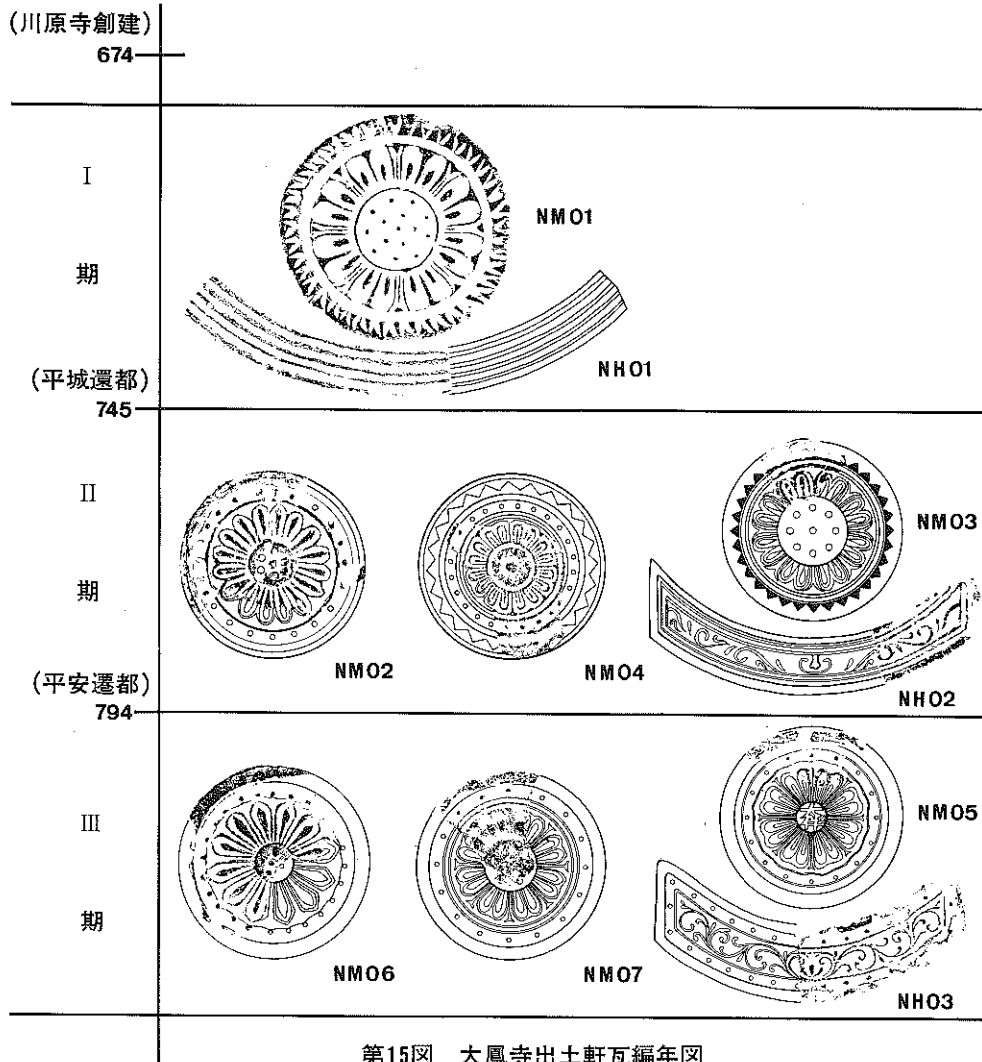 (川原寺創建)
674
I
期
NM01
NH01
(平城還都)
745
II
期
NM02
NM04
NM03
NH02
(平安遷都)
794
III
期
NM06
NM07
NM05
NH03
第15図 大鳳寺出土軒瓦編年図